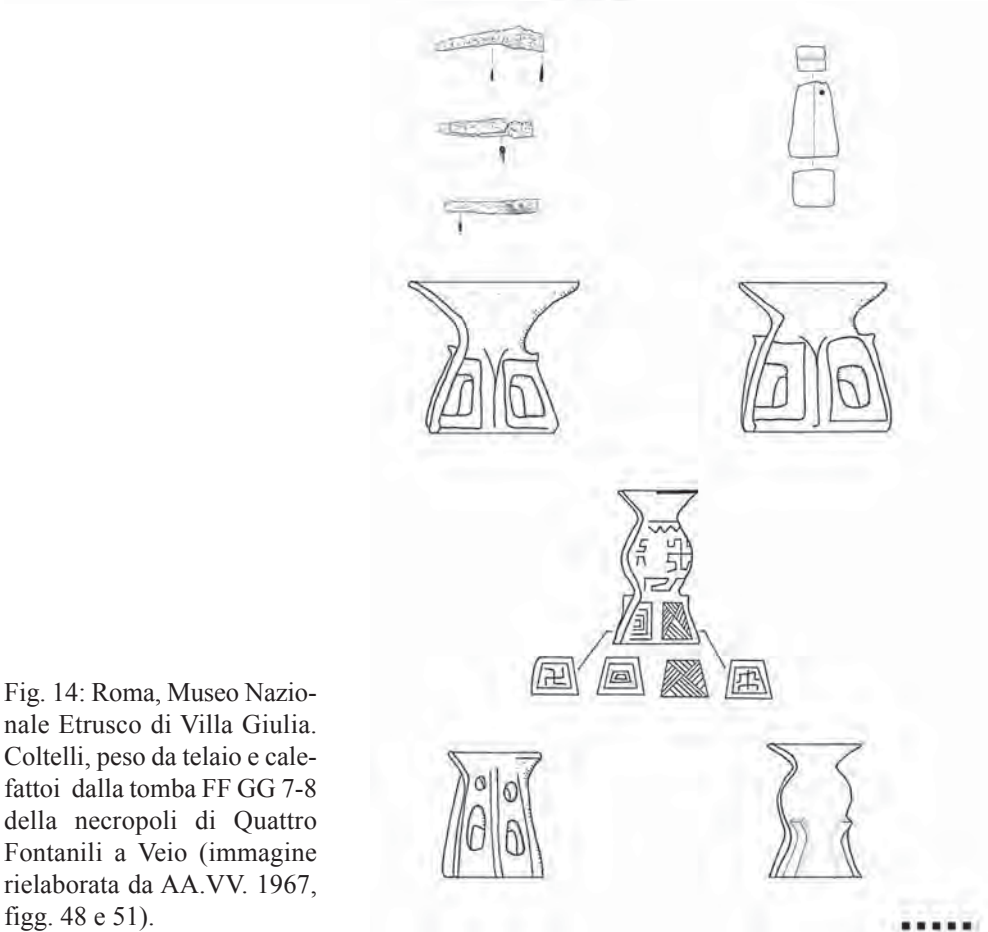 Fig. 14: Roma, Museo Nazio-
nale Etrusco di Villa Giulia.
Coltelli, peso da telaio e cale-
fattoi dalla tomba FF GG 7-8
della necropoli di Quattro
Fontanili a Veio (immagine
rielaborata da AA.VV. 1967,
figg. 48 e 51).